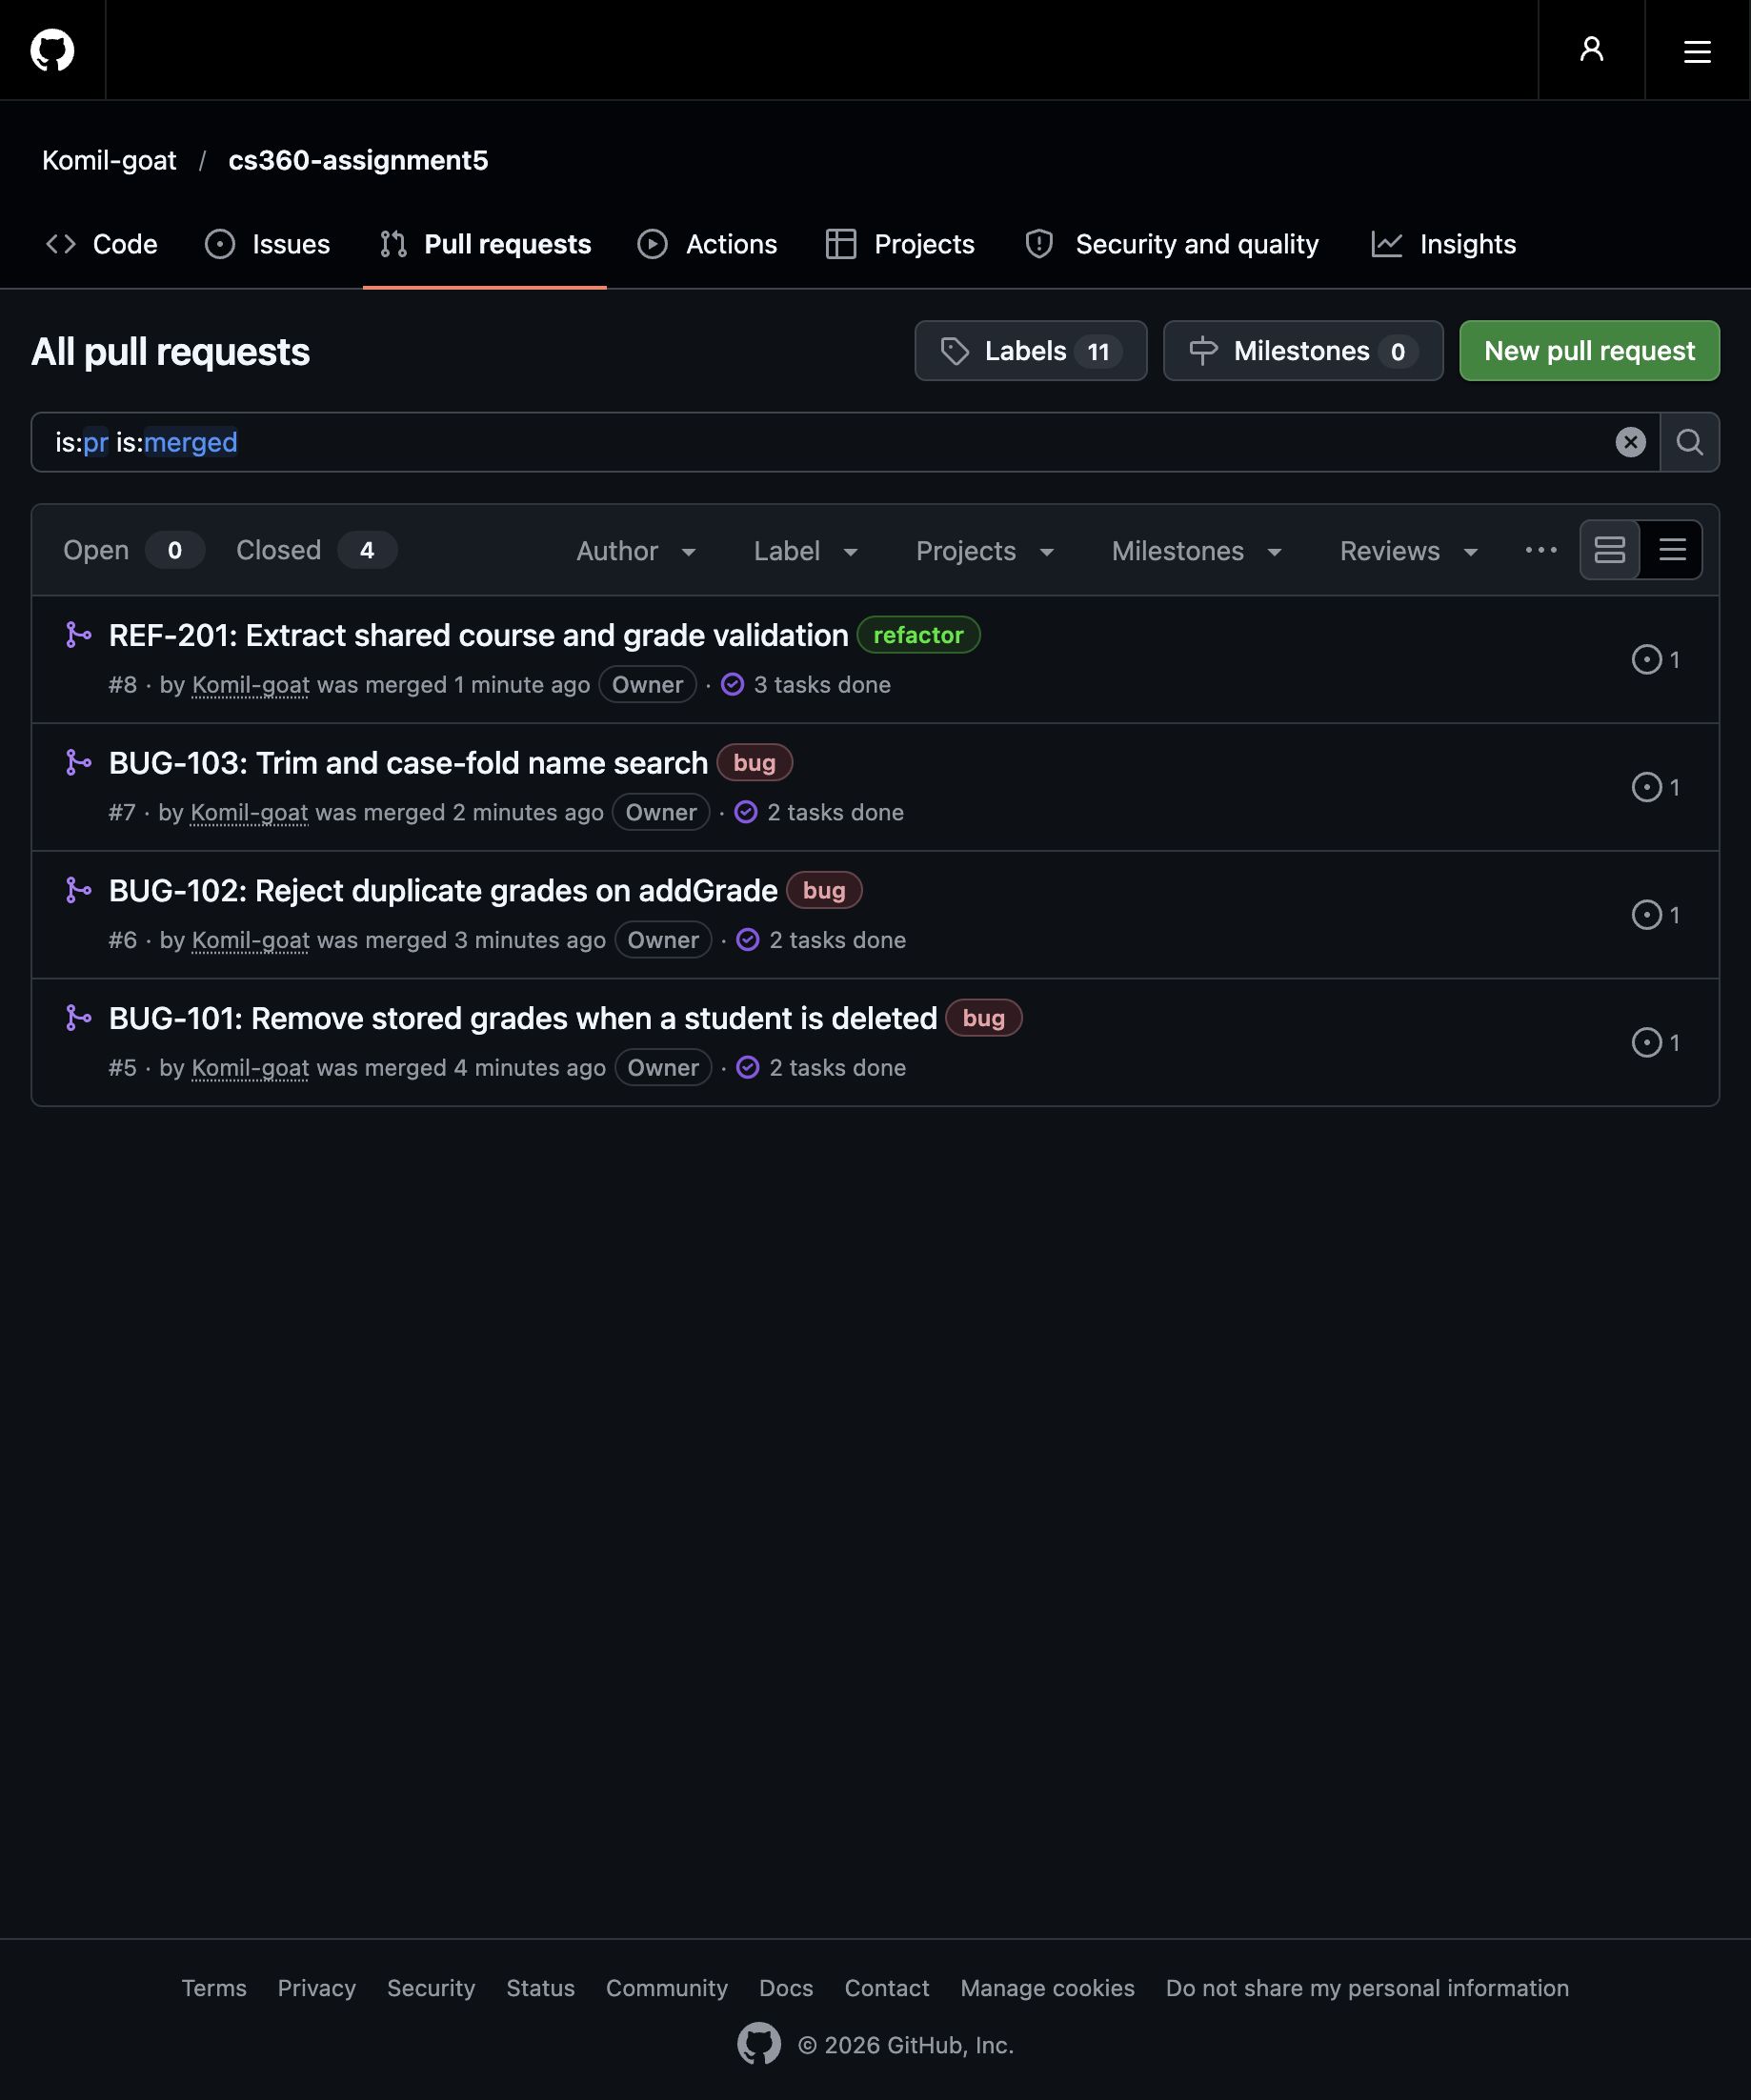 Komil-goat / cs360-assignment5
Code Issues Pull requests Actions Projects Security and quality Insights
All pull requests Labels 11 Milestones 0 New pull request
is:pr is:merged
Open 0 Closed 4 Author Label Projects Milestones Reviews
REF-201: Extract shared course and grade validation refactor
1
#8 · by Komil-goat was merged 1 minute ago Owner · 3 tasks done
BUG-103: Trim and case-fold name search bug
1
#7 · by Komil-goat was merged 2 minutes ago Owner · 2 tasks done
BUG-102: Reject duplicate grades on addGrade bug
1
#6 · by Komil-goat was merged 3 minutes ago Owner · 2 tasks done
BUG-101: Remove stored grades when a student is deleted bug
1
#5 · by Komil-goat was merged 4 minutes ago Owner · 2 tasks done
Terms Privacy Security Status Community Docs Contact Manage cookies Do not share my personal information
© 2026 GitHub, Inc.